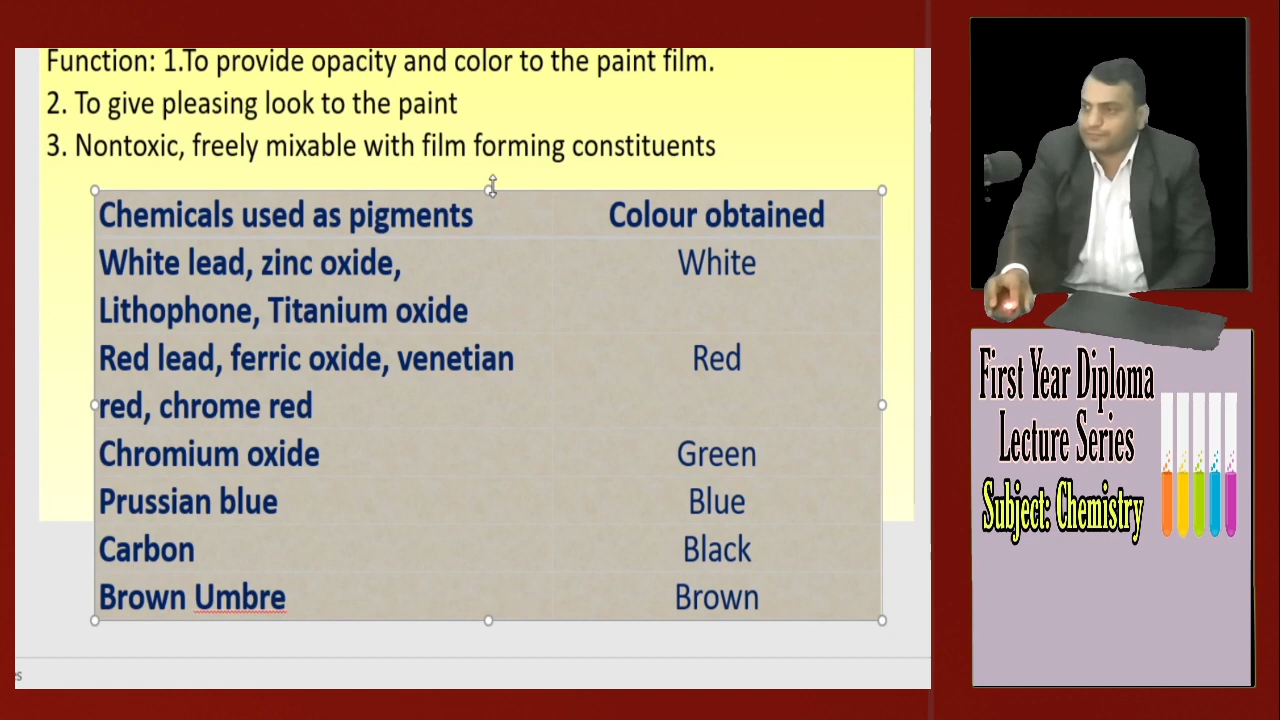 Function: 1.To provide opacity and color to the paint film.
2. To give pleasing look to the paint
3. Nontoxic, freely mixable with film forming constituents
Chemicals used as pigments Colour obtained
White lead, zinc oxide, White
Lithophone, Titanium oxide
Red lead, ferric oxide, venetian Red
red, chrome red
Chromium oxide Green
Prussian blue Blue
Carbon Black
Brown Umbre Brown
First Year Diploma
Lecture Series
Subject: Chemistry